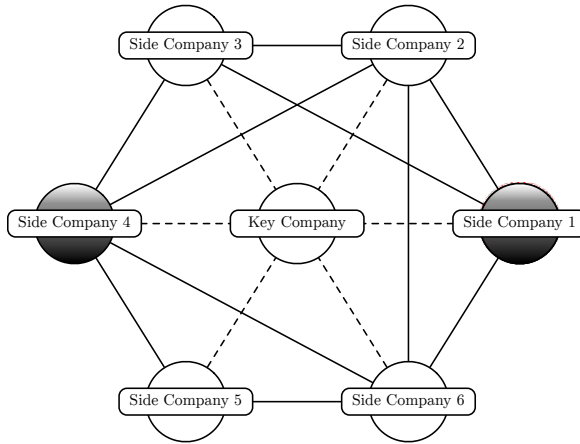 Side Company 3
Side Company 2
Side Company 4
Key Company
Side Company 1
Side Company 5
Side Company 6